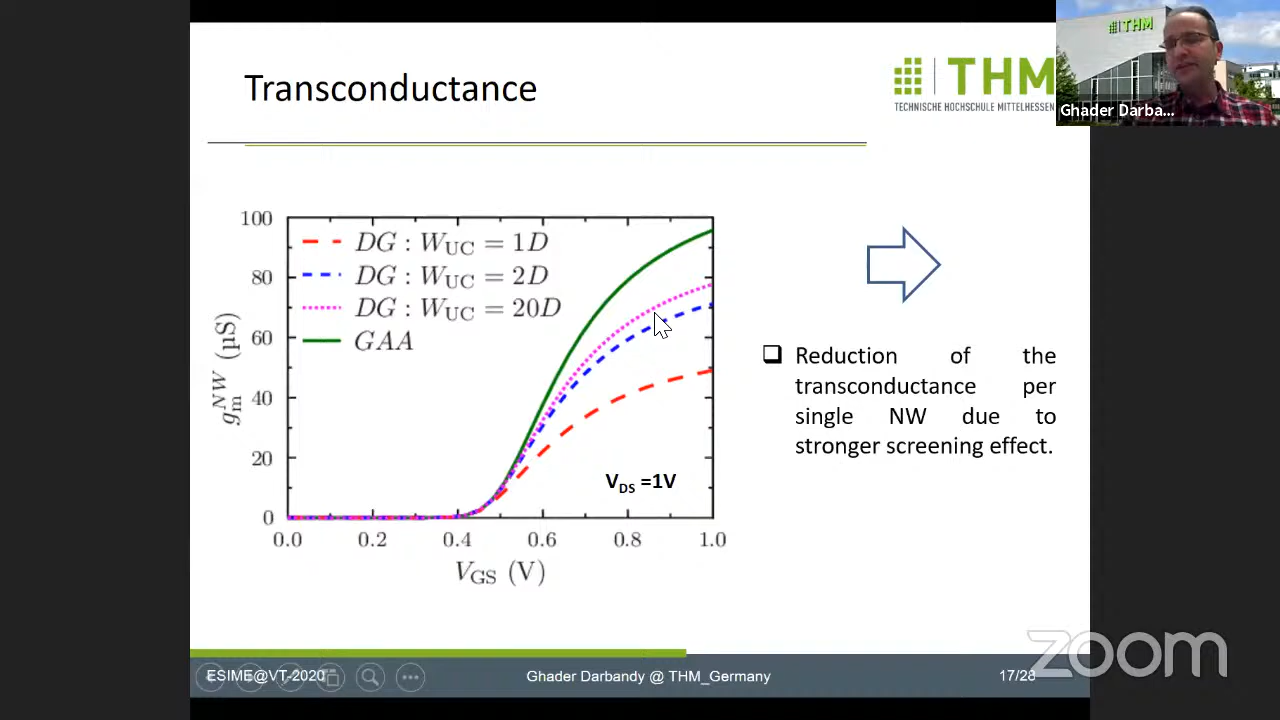 Transconductance
THM
TECHNISCHE HOCHSCHULE MITTELHESSEN
THM
Ghader Darba...
100
80
60
40
20
0
g_m^NW (µS)
DG : W_UC = 1D
DG : W_UC = 2D
DG : W_UC = 20D
GAA
V_DS =1V
0.0 0.2 0.4 0.6 0.8 1.0
V_GS (V)
Reduction of the
transconductance per
single NW due to
stronger screening effect.
ESIME@VT-2020
Ghader Darbandy @ THM_Germany
17/28
zoom